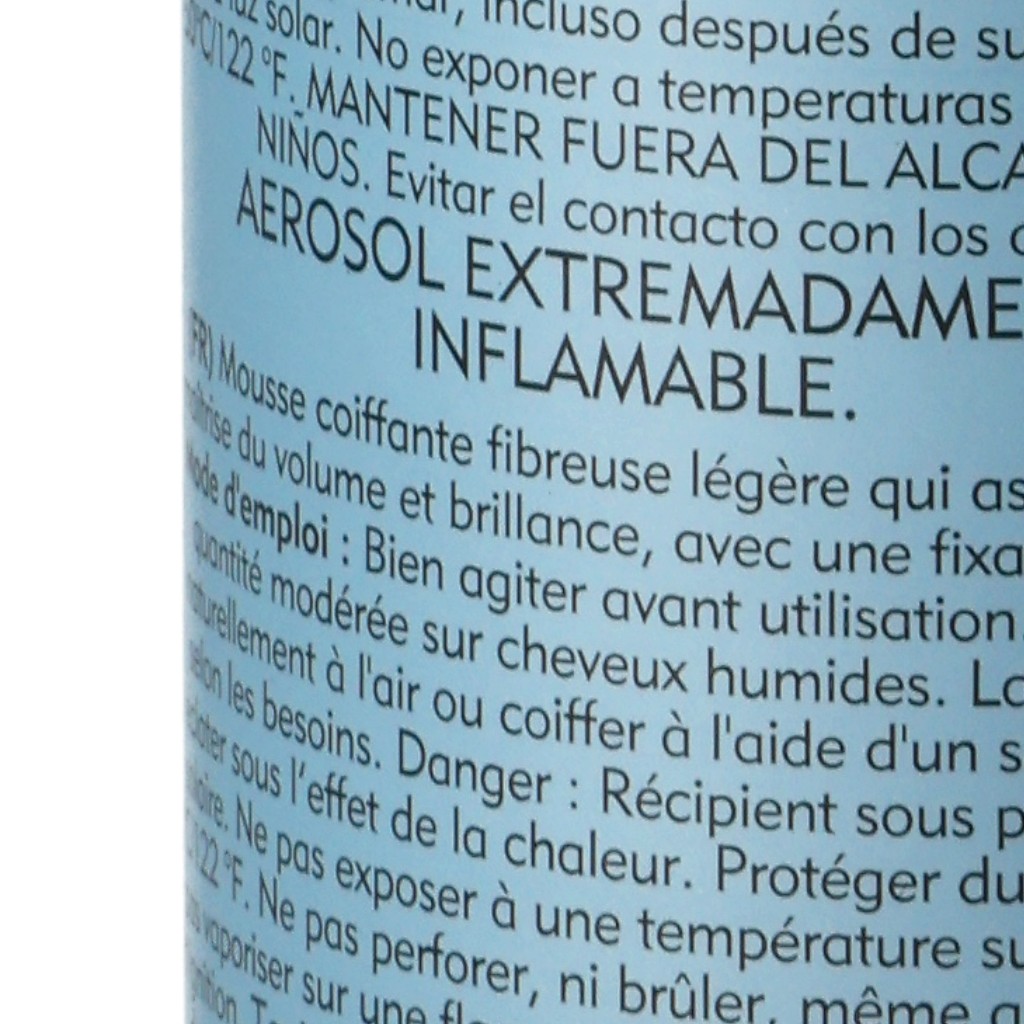 incluso después de su
luz solar. No exponer a temperaturas
50°C/122 °F. MANTENER FUERA DEL ALCA
NIÑOS. Evitar el contacto con los o
AEROSOL EXTREMADAME
INFLAMABLE.
(FR) Mousse coiffante fibreuse légère qui as
du volume et brillance, avec une fixa
d'emploi : Bien agiter avant utilisation.
quantité modérée sur cheveux humides. La
naturellement à l'air ou coiffer à l'aide d'un s
selon les besoins. Danger : Récipient sous p
sous l'effet de la chaleur. Protéger du
Ne pas exposer à une température su
122 °F. Ne pas perforer, ni brûler, même a
vaporiser sur une